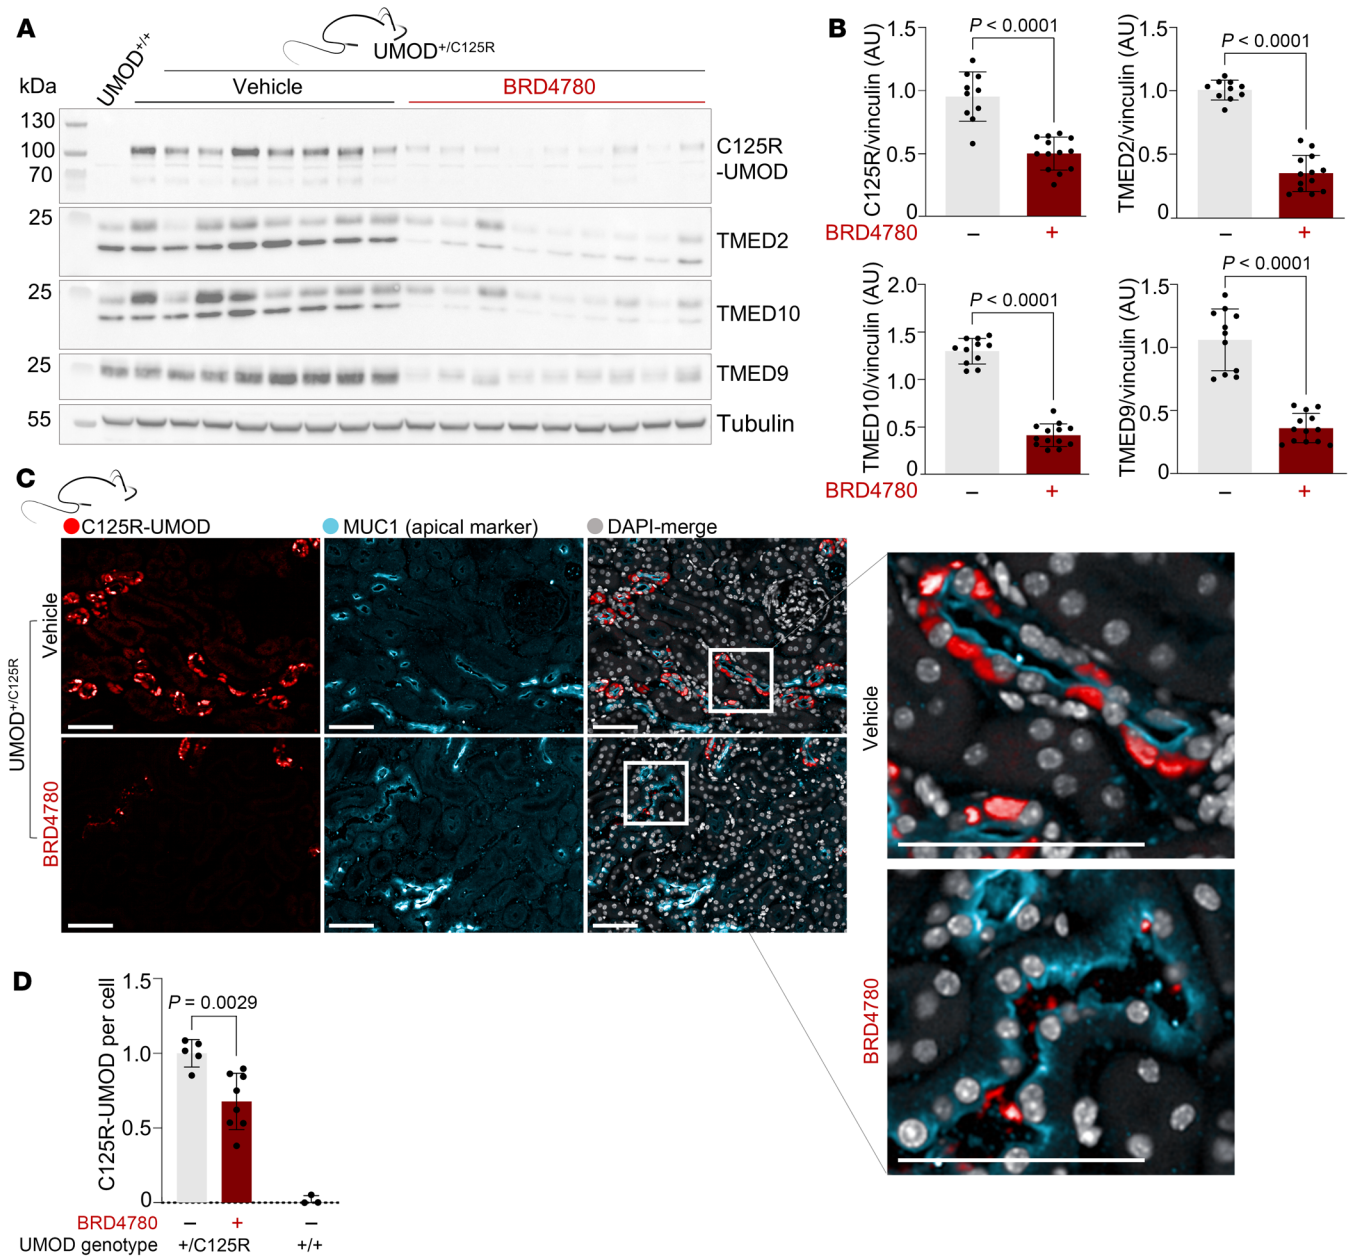 A
UMOD+/+
UMOD+/C125R
kDa
Vehicle
BRD4780
130
100
70
C125R
-UMOD
25
TMED2
25
TMED10
25
TMED9
55
Tubulin
B
C125R/vinculin (AU)
1.5
1.0
0.5
0
P < 0.0001
TMED2/vinculin (AU)
1.5
1.0
0.5
0
P < 0.0001
BRD4780 − + − +
TMED10/vinculin (AU)
2.0
1.5
1.0
0.5
0
P < 0.0001
TMED9/vinculin (AU)
1.5
1.0
0.5
0
P < 0.0001
BRD4780 − + − +
C
C125R-UMOD
MUC1 (apical marker)
DAPI-merge
UMOD+/C125R
Vehicle
BRD4780
Vehicle
BRD4780
D
C125R-UMOD per cell
1.5
1.0
0.5
0
P = 0.0029
BRD4780 − + −
UMOD genotype +/C125R +/+